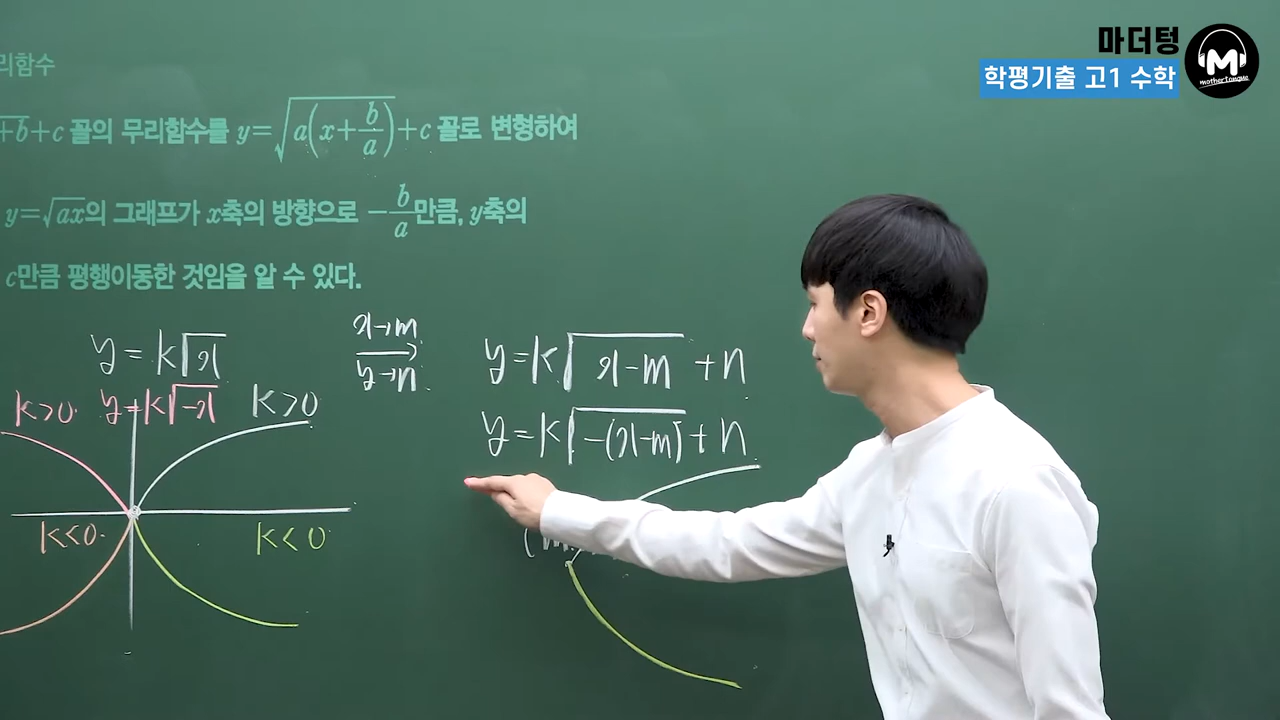 마더텅
학평기출 고1 수학
mothertongue
리함수
+b+c 꼴의 무리함수를 y=√(a(x+b/a))+c 꼴로 변형하여
y=√ax의 그래프가 x축의 방향으로 -b/a만큼, y축의
c만큼 평행이동한 것임을 알 수 있다.
y=k√x
x→m
y→n
y=k√(x-m)+n
k>0
y=k√-x
k>0
y=k√(-(x-m))+n
k<0
k<0
(m